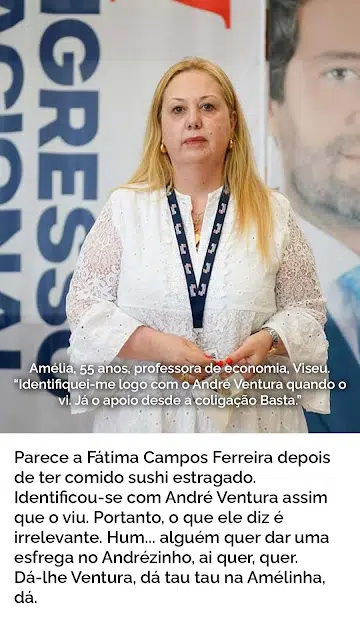 NGRESSO
NACIONAL
Amélia, 55 anos, professora de economia, Viseu.
"Identifiquei-me logo com o André Ventura quando o
vi. Já o apoio desde a coligação Basta."
Parece a Fátima Campos Ferreira depois
de ter comido sushi estragado.
Identificou-se com André Ventura assim
que o viu. Portanto, o que ele diz é
irrelevante. Hum... alguém quer dar uma
esfrega no Andrézinho, ai quer, quer.
Dá-lhe Ventura, dá tau tau na Amélinha,
dá.